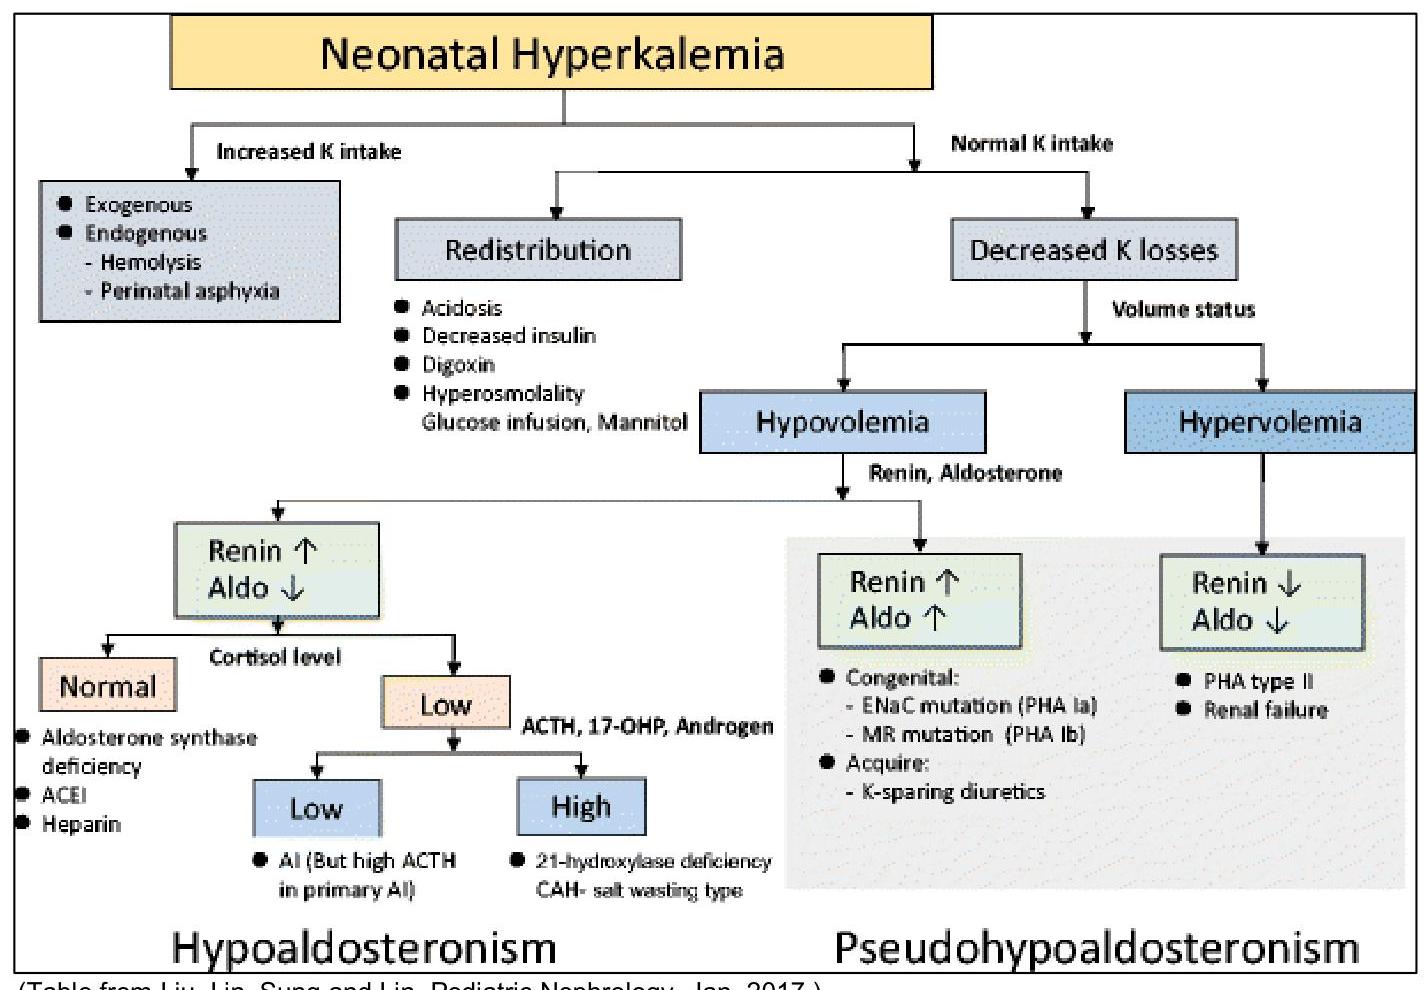 Neonatal Hyperkalemia
Increased K intake
Normal K intake
● Exogenous
● Endogenous
- Hemolysis
- Perinatal asphyxia
Redistribution
Decreased K losses
● Acidosis
● Decreased insulin
● Digoxin
● Hyperosmolality
Glucose infusion, Mannitol
Volume status
Hypovolemia
Hypervolemia
Renin, Aldosterone
Renin ↑
Aldo ↓
Renin ↑
Aldo ↑
Renin ↓
Aldo ↓
Cortisol level
Normal
Low
● Aldosterone synthase
deficiency
● ACEI
● Heparin
ACTH, 17-OHP, Androgen
Low
High
● AI (But high ACTH
in primary AI)
● 21-hydroxylase deficiency
CAH- salt wasting type
● Congenital:
- ENaC mutation (PHA Ia)
- MR mutation (PHA Ib)
● Acquire:
- K-sparing diuretics
● PHA type II
● Renal failure
Hypoaldosteronism
Pseudohypoaldosteronism
(Table from Liu, Lin, Sung and Lin, Pediatric Nephrology, Jan, 2017.)